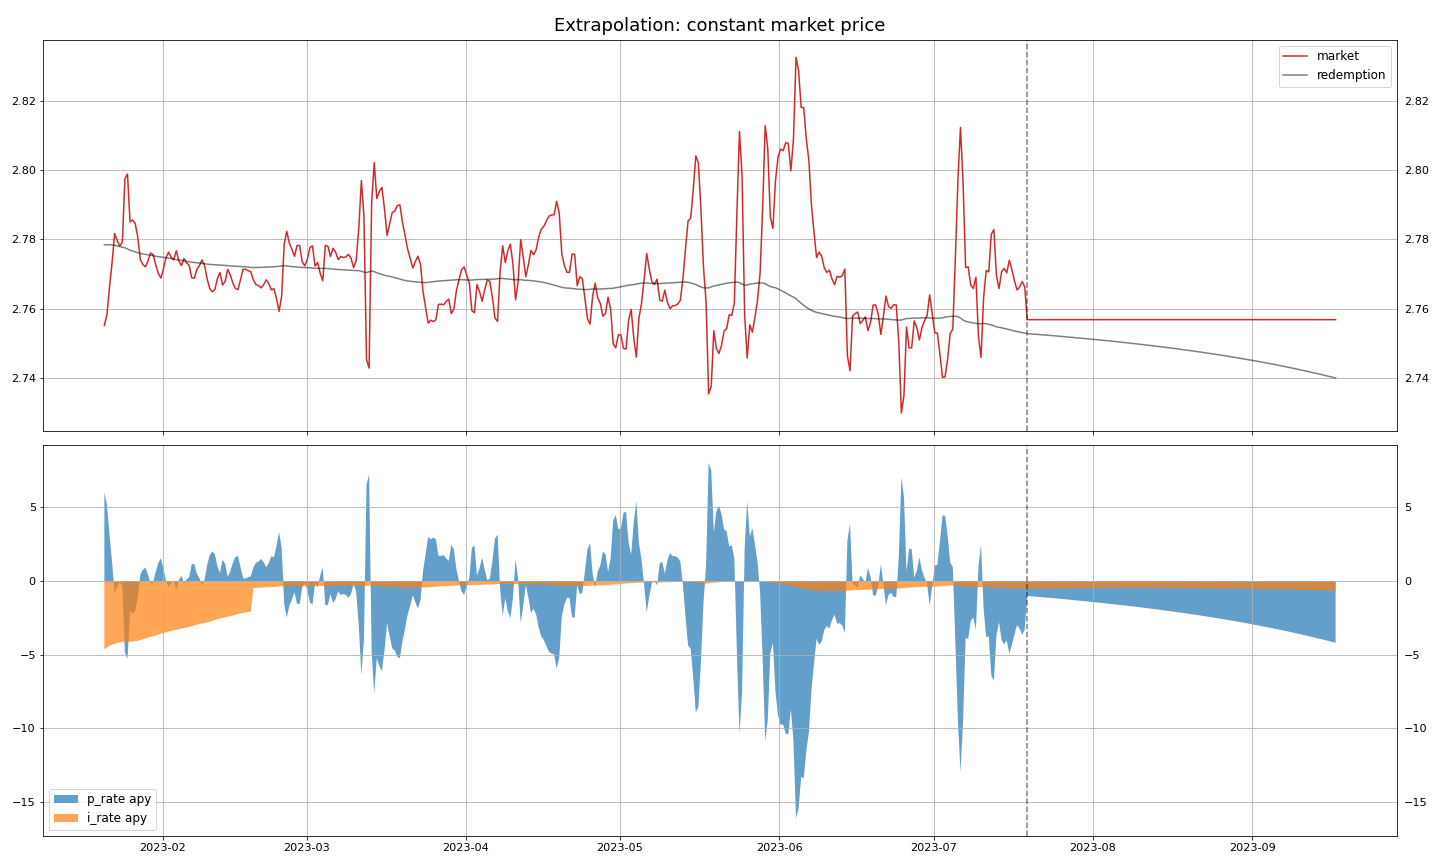 Extrapolation: constant market price
market
redemption
2.82 2.82
2.80 2.80
2.78 2.78
2.76 2.76
2.74 2.74
5 5
0 0
−5 −5
−10 −10
−15 −15
p_rate apy
i_rate apy
2023-02 2023-03 2023-04 2023-05 2023-06 2023-07 2023-08 2023-09